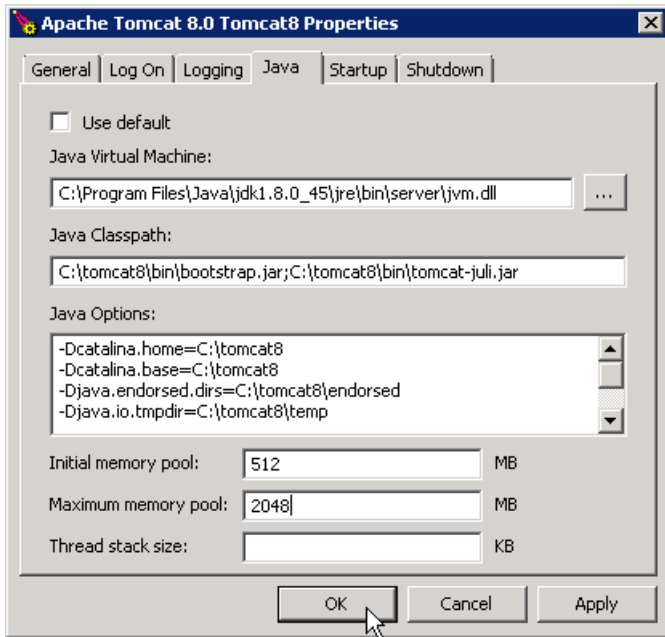 Apache Tomcat 8.0 Tomcat8 Properties
General Log On Logging Java Startup Shutdown
Use default
Java Virtual Machine:
C:\Program Files\Java\jdk1.8.0_45\jre\bin\server\jvm.dll ...
Java Classpath:
C:\tomcat8\bin\bootstrap.jar;C:\tomcat8\bin\tomcat-juli.jar
Java Options:
-Dcatalina.home=C:\tomcat8
-Dcatalina.base=C:\tomcat8
-Djava.endorsed.dirs=C:\tomcat8\endorsed
-Djava.io.tmpdir=C:\tomcat8\temp
Initial memory pool: 512 MB
Maximum memory pool: 2048 MB
Thread stack size: KB
OK Cancel Apply